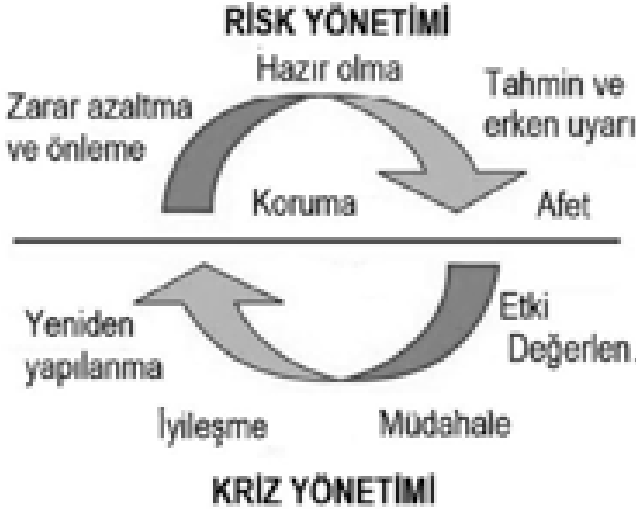 RİSK YÖNETİMİ
Hazır olma
Zarar azaltma
ve önleme
Tahmin ve
erken uyarı
Koruma
Afet
Yeniden
yapılanma
Etki
Değerlen.
İyileşme
Müdahale
KRİZ YÖNETİMİ